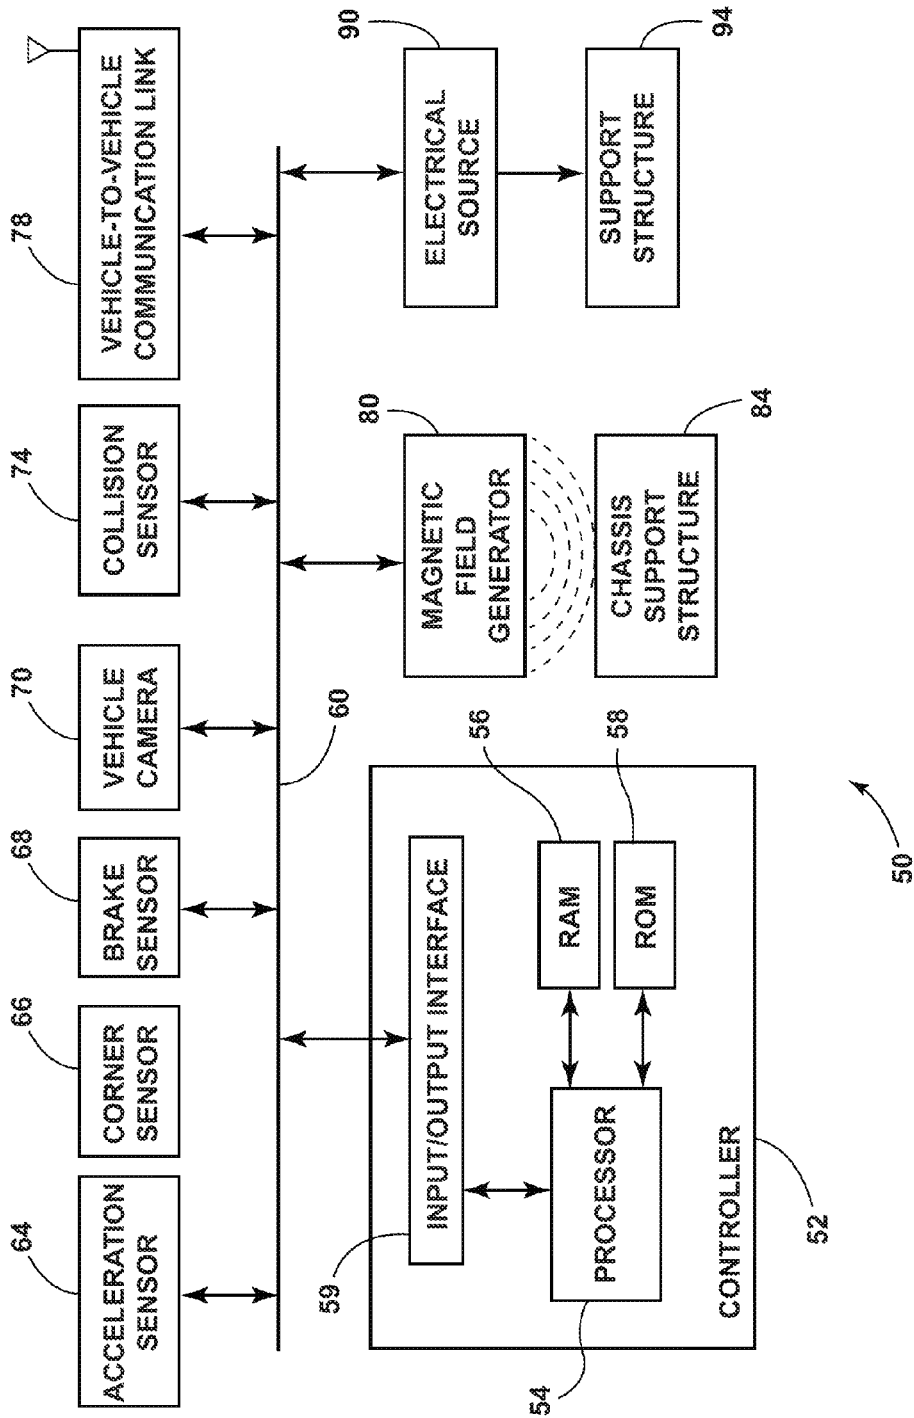 64
66
68
70
74
78
ACCELERATION
SENSOR
CORNER
SENSOR
BRAKE
SENSOR
VEHICLE
CAMERA
COLLISION
SENSOR
VEHICLE-TO-VEHICLE
COMMUNICATION LINK
60
80
90
59
INPUT/OUTPUT INTERFACE
MAGNETIC
FIELD
GENERATOR
ELECTRICAL
SOURCE
56
58
54
PROCESSOR
RAM
ROM
84
94
CHASSIS
SUPPORT
STRUCTURE
SUPPORT
STRUCTURE
CONTROLLER
52
50